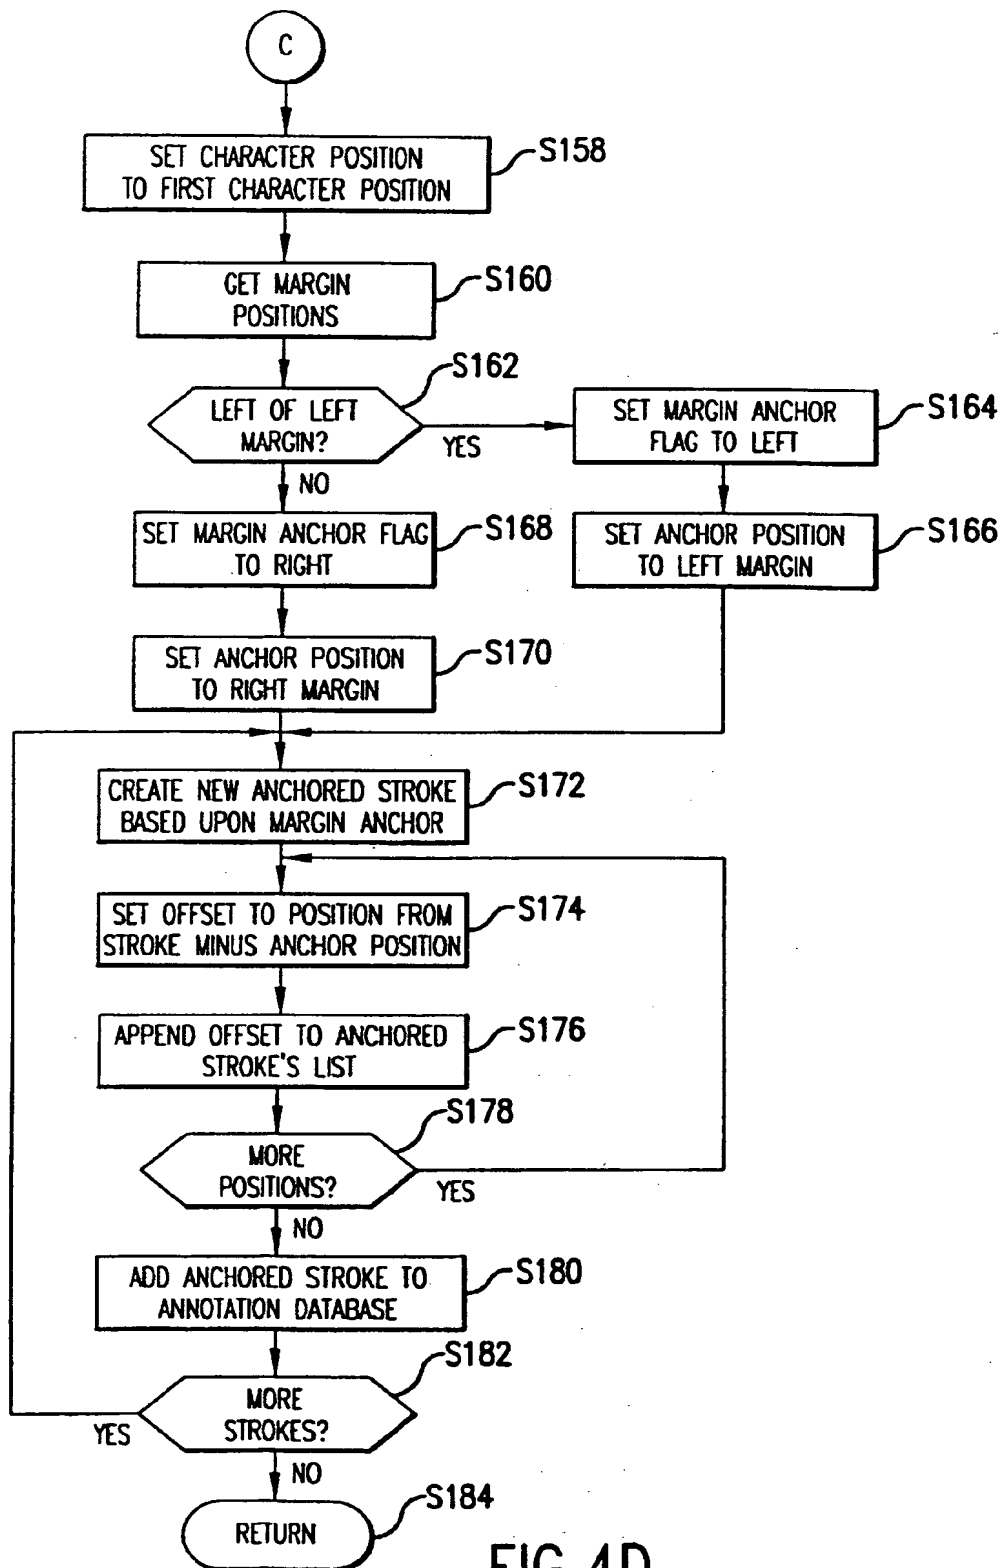 C
SET CHARACTER POSITION
TO FIRST CHARACTER POSITION
S158
GET MARGIN
POSITIONS
S160
LEFT OF LEFT
MARGIN?
S162
YES
NO
SET MARGIN ANCHOR
FLAG TO LEFT
S164
SET ANCHOR POSITION
TO LEFT MARGIN
S166
SET MARGIN ANCHOR FLAG
TO RIGHT
S168
SET ANCHOR POSITION
TO RIGHT MARGIN
S170
CREATE NEW ANCHORED STROKE
BASED UPON MARGIN ANCHOR
S172
SET OFFSET TO POSITION FROM
STROKE MINUS ANCHOR POSITION
S174
APPEND OFFSET TO ANCHORED
STROKE'S LIST
S176
MORE
POSITIONS?
S178
YES
NO
ADD ANCHORED STROKE TO
ANNOTATION DATABASE
S180
MORE
STROKES?
S182
YES
NO
RETURN
S184
FIG.4D